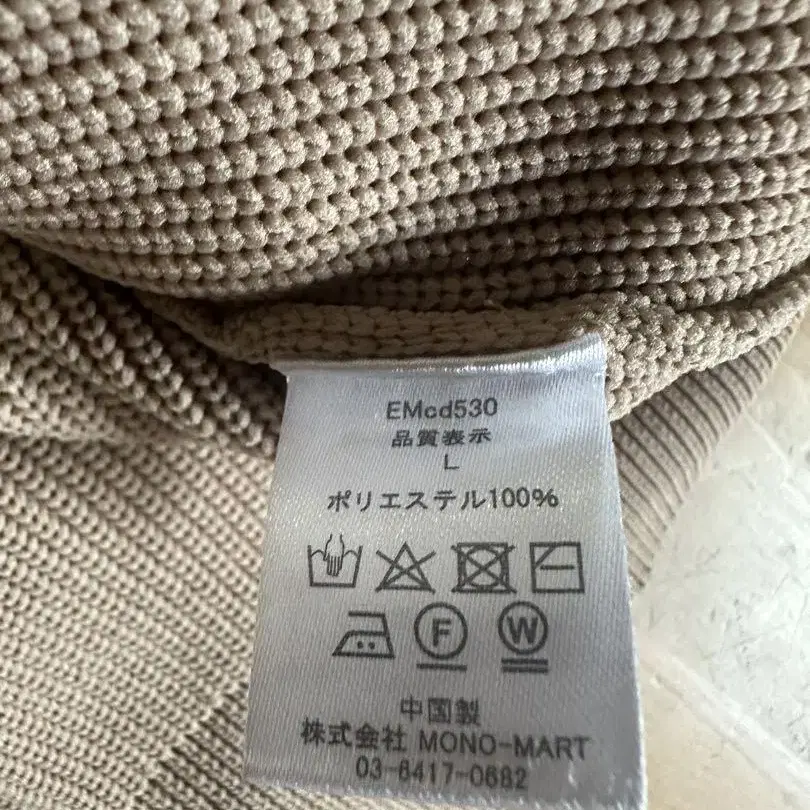 EMcd530
品質表示
L
ポリエステル100%
F W
中国製
株式会社 MONO-MART
03-6417-0682